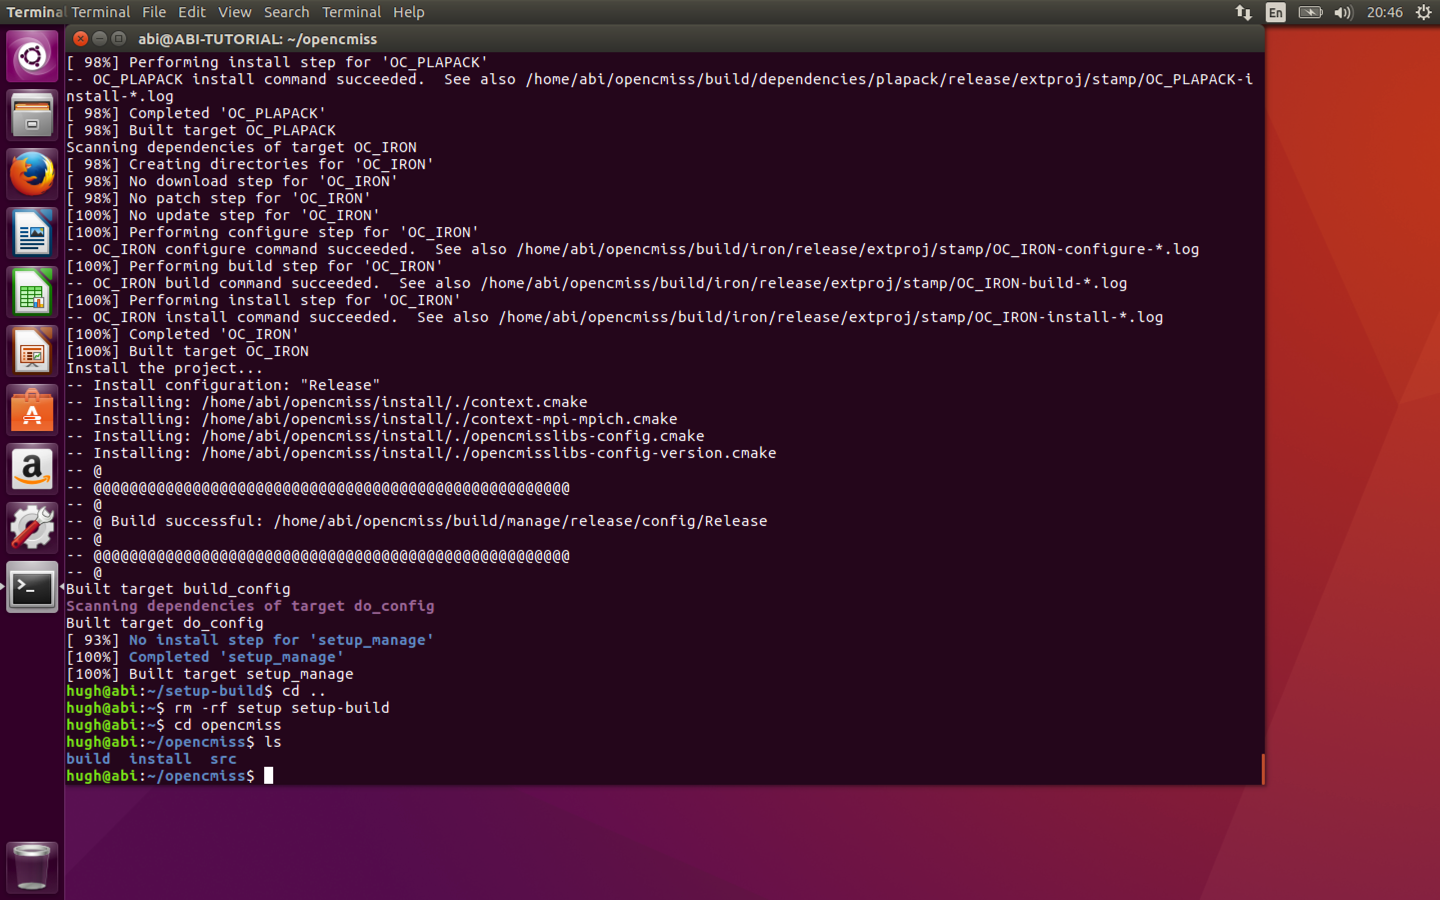 Terminal Terminal File Edit View Search Terminal Help En 20:46
abi@ABI-TUTORIAL: ~/opencmiss
[ 98%] Performing install step for 'OC_PLAPACK'
-- OC_PLAPACK install command succeeded.  See also /home/abi/opencmiss/build/dependencies/plapack/release/extproj/stamp/OC_PLAPACK-i
nstall-*.log
[ 98%] Completed 'OC_PLAPACK'
[ 98%] Built target OC_PLAPACK
Scanning dependencies of target OC_IRON
[ 98%] Creating directories for 'OC_IRON'
[ 98%] No download step for 'OC_IRON'
[ 98%] No patch step for 'OC_IRON'
[100%] No update step for 'OC_IRON'
[100%] Performing configure step for 'OC_IRON'
-- OC_IRON configure command succeeded.  See also /home/abi/opencmiss/build/iron/release/extproj/stamp/OC_IRON-configure-*.log
[100%] Performing build step for 'OC_IRON'
-- OC_IRON build command succeeded.  See also /home/abi/opencmiss/build/iron/release/extproj/stamp/OC_IRON-build-*.log
[100%] Performing install step for 'OC_IRON'
-- OC_IRON install command succeeded.  See also /home/abi/opencmiss/build/iron/release/extproj/stamp/OC_IRON-install-*.log
[100%] Completed 'OC_IRON'
[100%] Built target OC_IRON
Install the project...
-- Install configuration: "Release"
-- Installing: /home/abi/opencmiss/install/./context.cmake
-- Installing: /home/abi/opencmiss/install/./context-mpi-mpich.cmake
-- Installing: /home/abi/opencmiss/install/./opencmisslibs-config.cmake
-- Installing: /home/abi/opencmiss/install/./opencmisslibs-config-version.cmake
-- @
-- @@@@@@@@@@@@@@@@@@@@@@@@@@@@@@@@@@@@@@@@@@@@@@@@@@@@@
-- @
-- @ Build successful: /home/abi/opencmiss/build/manage/release/config/Release
-- @
-- @@@@@@@@@@@@@@@@@@@@@@@@@@@@@@@@@@@@@@@@@@@@@@@@@@@@@
-- @
Built target build_config
Scanning dependencies of target do_config
Built target do_config
[ 93%] No install step for 'setup_manage'
[100%] Completed 'setup_manage'
[100%] Built target setup_manage
hugh@abi:~/setup-build$ cd ..
hugh@abi:~$ rm -rf setup setup-build
hugh@abi:~$ cd opencmiss
hugh@abi:~/opencmiss$ ls
build  install  src
hugh@abi:~/opencmiss$